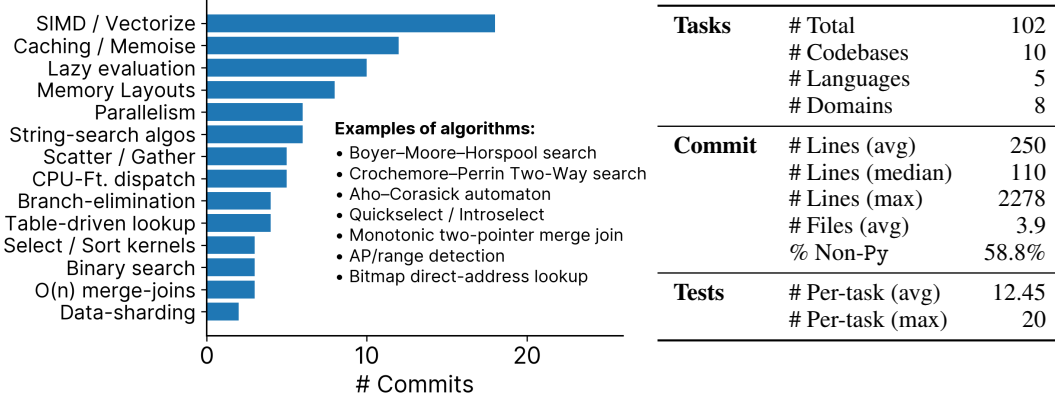 SIMD / Vectorize
Caching / Memoise
Lazy evaluation
Memory Layouts
Parallelism
String-search algos
Scatter / Gather
CPU-Ft. dispatch
Branch-elimination
Table-driven lookup
Select / Sort kernels
Binary search
O(n) merge-joins
Data-sharding
0 10 20
# Commits
Examples of algorithms:
• Boyer–Moore–Horspool search
• Crochemore–Perrin Two-Way search
• Aho–Corasick automaton
• Quickselect / Introselect
• Monotonic two-pointer merge join
• AP/range detection
• Bitmap direct-address lookup
Tasks # Total 102
# Codebases 10
# Languages 5
# Domains 8
Commit # Lines (avg) 250
# Lines (median) 110
# Lines (max) 2278
# Files (avg) 3.9
% Non-Py 58.8%
Tests # Per-task (avg) 12.45
# Per-task (max) 20